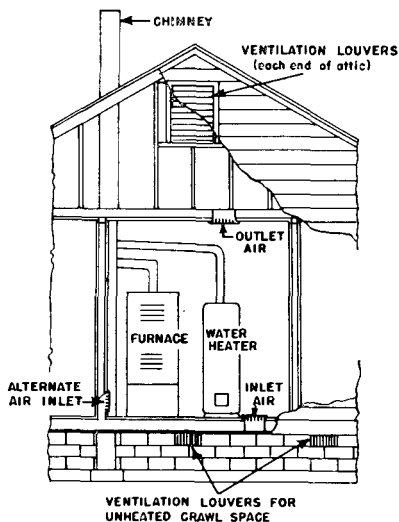 CHIMNEY
VENTILATION LOUVERS
(each end of attic)
OUTLET
AIR
FURNACE
WATER
HEATER
ALTERNATE
AIR INLET
INLET
AIR
VENTILATION LOUVERS FOR
UNHEATED CRAWL SPACE